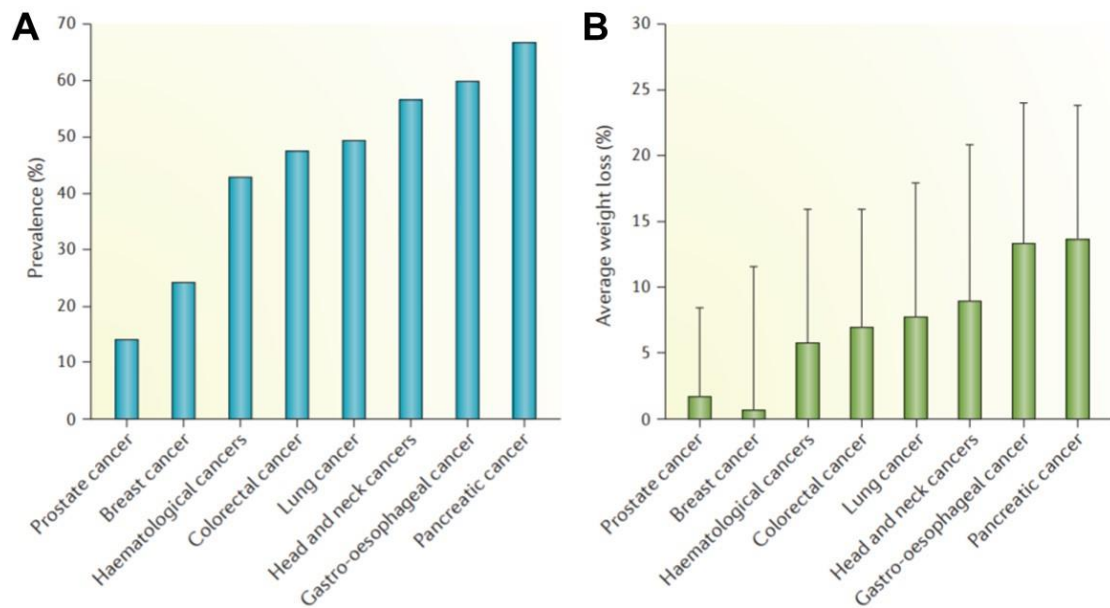 A
70
60
50
40
30
20
10
0
Prevalence (%)
Prostate cancer
Breast cancer
Haematological cancers
Colorectal cancer
Lung cancer
Head and neck cancers
Gastro-oesophageal cancer
Pancreatic cancer
B
30
25
20
15
10
5
0
Average weight loss (%)
Prostate cancer
Breast cancer
Haematological cancers
Colorectal cancer
Lung cancer
Head and neck cancers
Gastro-oesophageal cancer
Pancreatic cancer